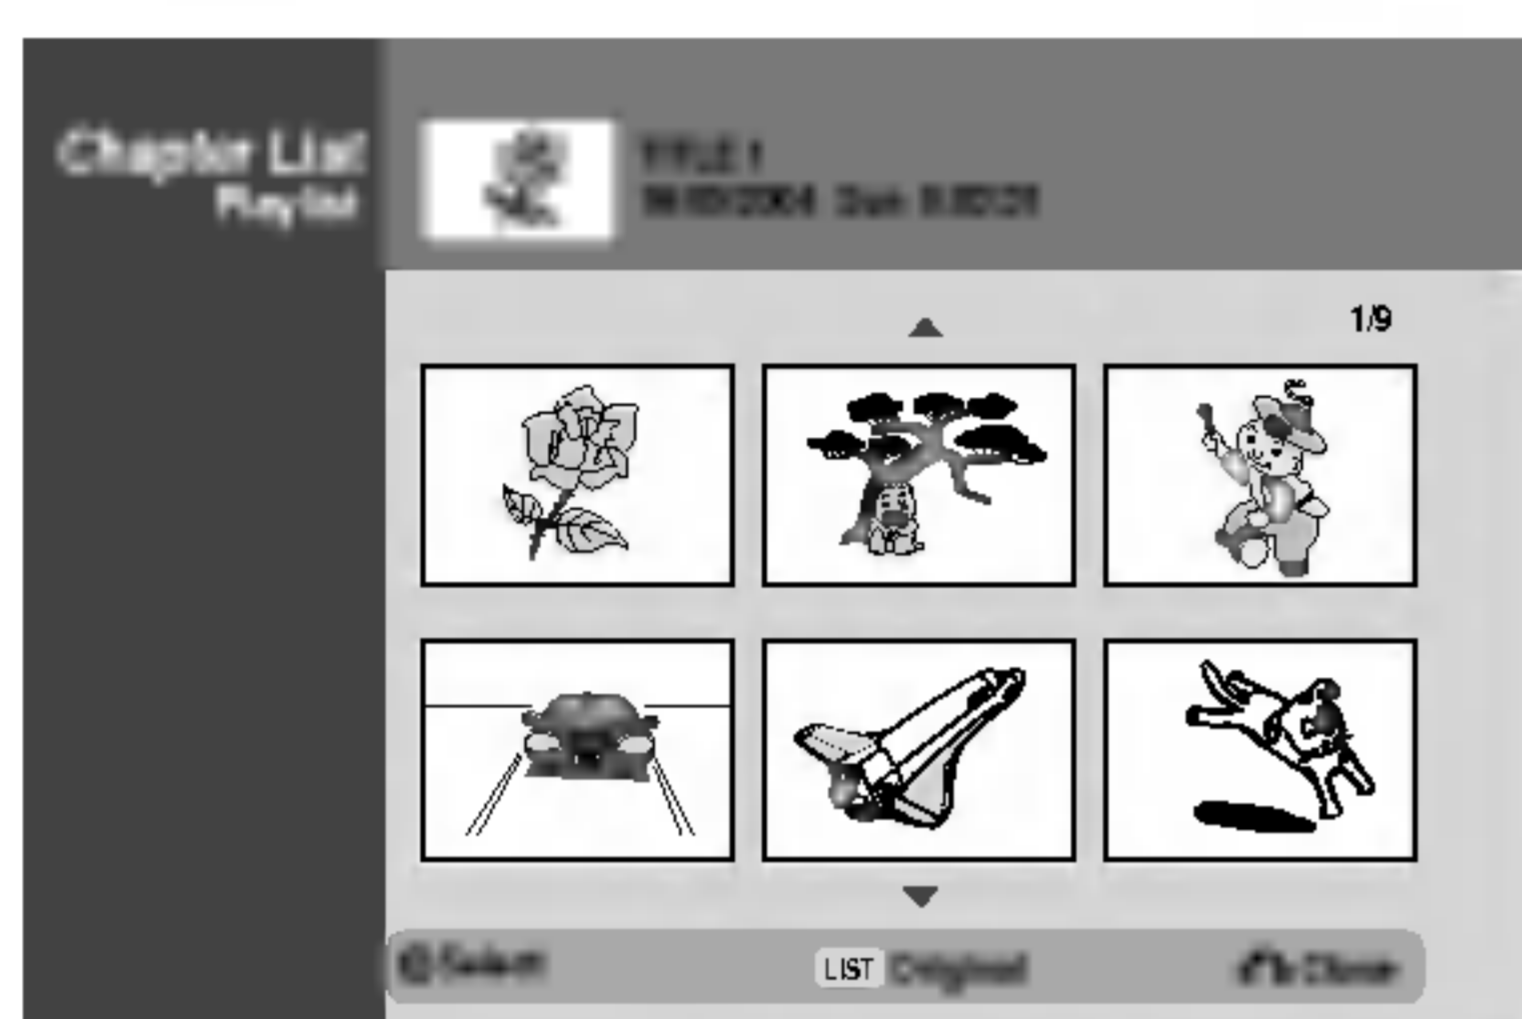 Chapter List
Playlist
TITLE 1
1/9
Select
LIST Original
Close